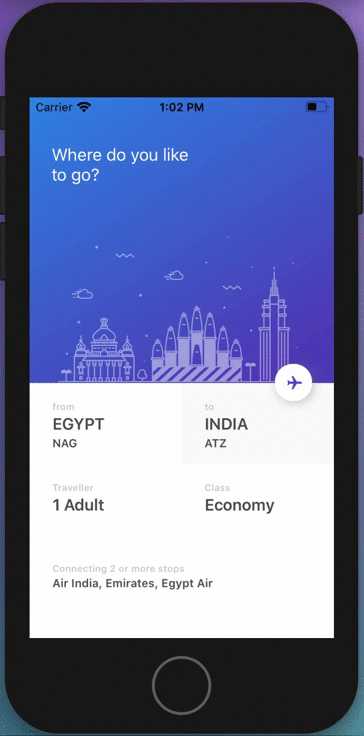 Carrier 1:02 PM
Where do you like
to go?
from to
EGYPT INDIA
NAG ATZ
Traveller Class
1 Adult Economy
Connecting 2 or more stops
Air India, Emirates, Egypt Air